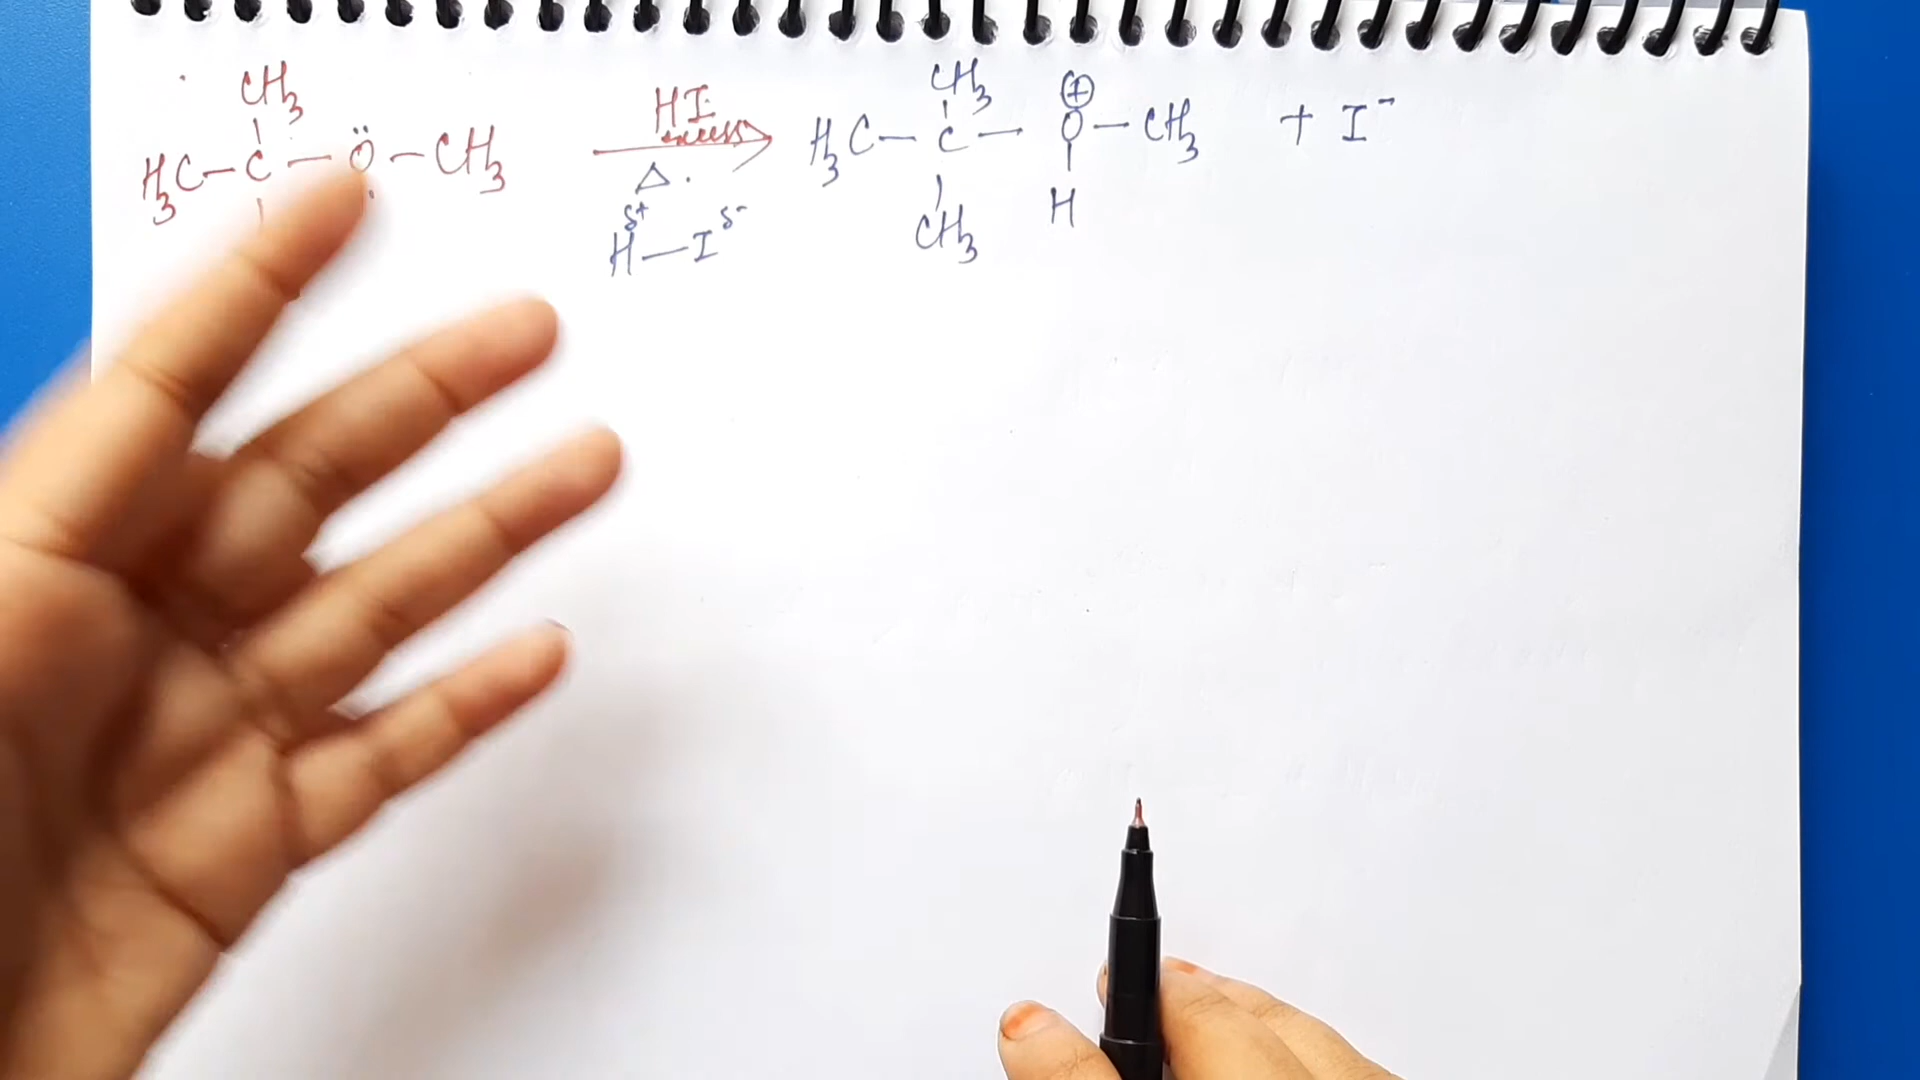 CH3 HI CH3 ⊕
H3C-C-Ö-CH3 excess H3C-C-O-CH3 + I⁻
Δ. H
δ+ δ- CH3
H-I